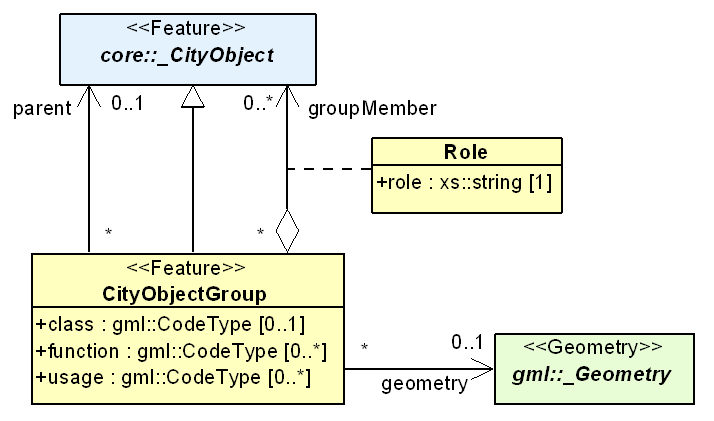 <<Feature>>
core::_CityObject
parent
0..1
0..*
groupMember
Role
+role : xs::string [1]
*
*
<<Feature>>
CityObjectGroup
+class : gml::CodeType [0..1]
+function : gml::CodeType [0..*]
+usage : gml::CodeType [0..*]
*
0..1
geometry
<<Geometry>>
gml::_Geometry